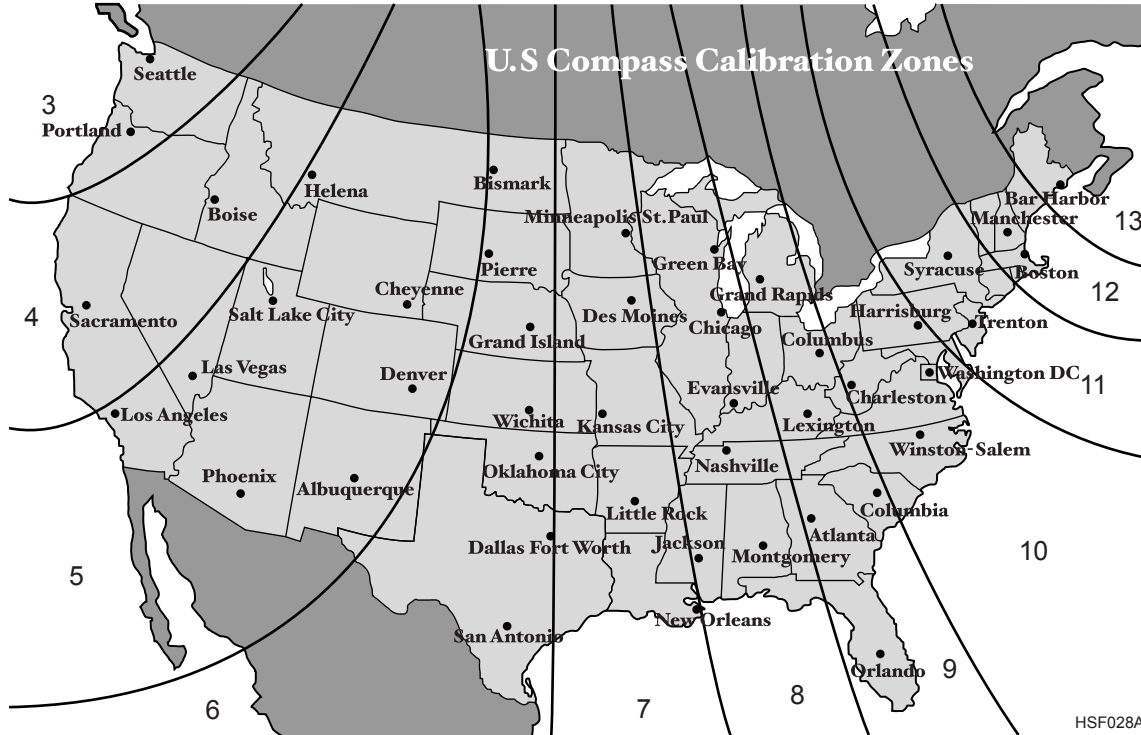 U.S Compass Calibration Zones
Seattle
3
Portland
Helena
Bismark
Boise
Minneapolis St.Paul
Bar Harbor
Manchester
13
Pierre
Green Bay
Syracuse
Boston
Cheyenne
Grand Rapids
12
4
Sacramento
Salt Lake City
Des Moines
Chicago
Harrisburg
Trenton
Grand Island
Columbus
Las Vegas
Denver
Washington DC
11
Evansville
Charleston
Los Angeles
Wichita
Kansas City
Lexington
Winston-Salem
Phoenix
Albuquerque
Oklahoma City
Nashville
Little Rock
Columbia
Atlanta
Dallas Fort Worth
Jackson
Montgomery
10
5
New Orleans
San Antonio
Orlando
9
6
7
8
HSF028A